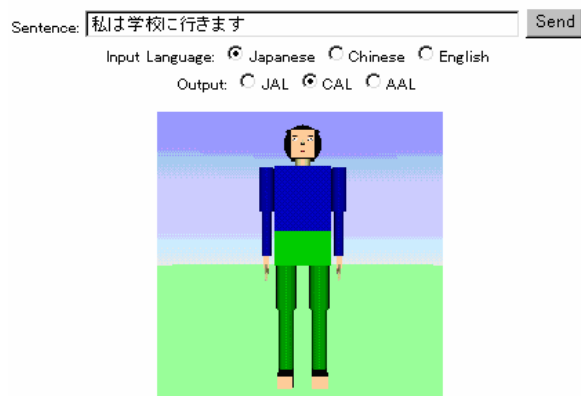 Sentence: 私は学校に行きます Send
Input Language: Japanese Chinese English
Output: JAL CAL AAL